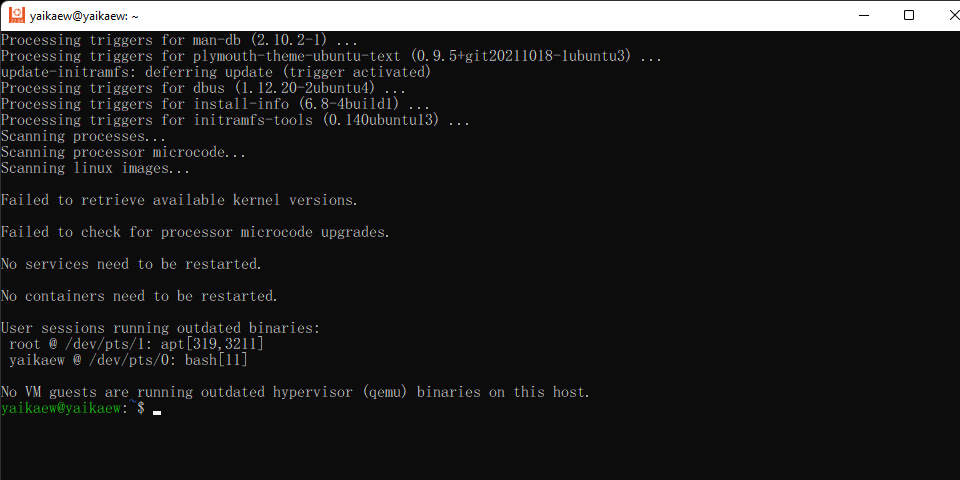 yaikaew@yaikaew: ~
Processing triggers for man-db (2.10.2-1) ...
Processing triggers for plymouth-theme-ubuntu-text (0.9.5+git20211018-1ubuntu3) ...
update-initramfs: deferring update (trigger activated)
Processing triggers for dbus (1.12.20-2ubuntu4) ...
Processing triggers for install-info (6.8-4build1) ...
Processing triggers for initramfs-tools (0.140ubuntu13) ...
Scanning processes...
Scanning processor microcode...
Scanning linux images...
Failed to retrieve available kernel versions.
Failed to check for processor microcode upgrades.
No services need to be restarted.
No containers need to be restarted.
User sessions running outdated binaries:
root @ /dev/pts/1: apt[319,3211]
yaikaew @ /dev/pts/0: bash[11]
No VM guests are running outdated hypervisor (qemu) binaries on this host.
yaikaew@yaikaew:~$